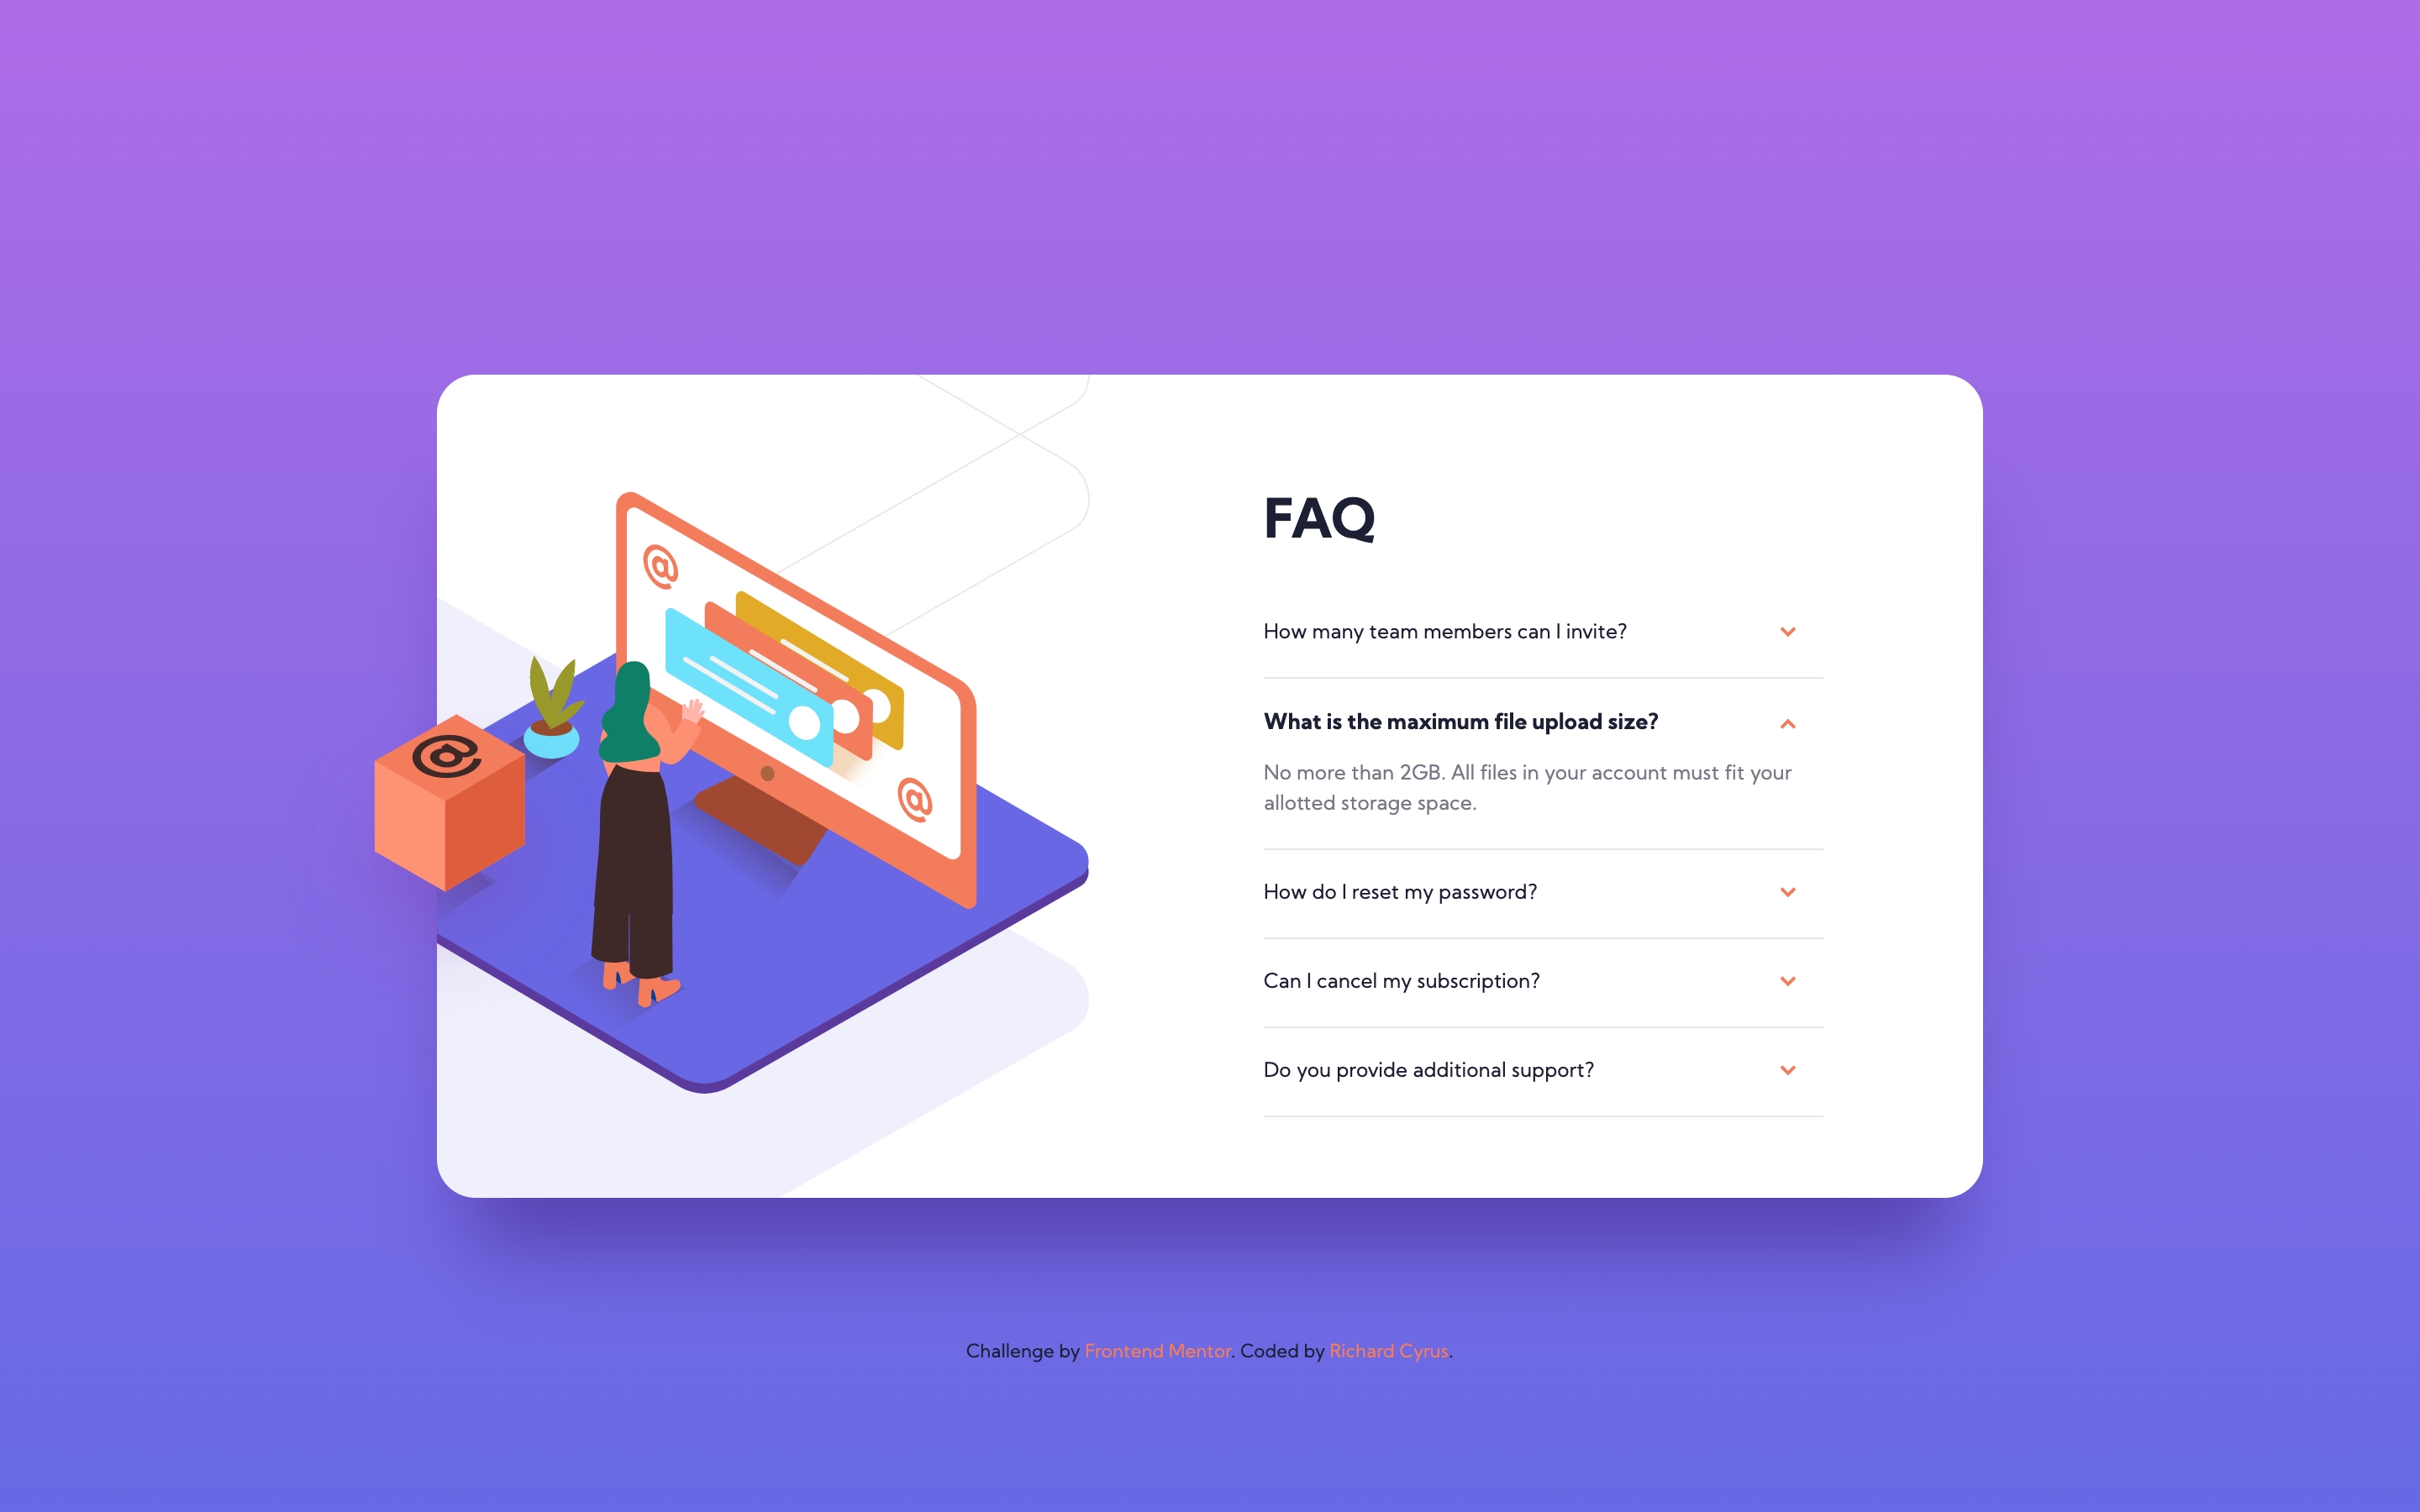 @
@
@
FAQ
How many team members can I invite?
What is the maximum file upload size?
No more than 2GB. All files in your account must fit your
allotted storage space.
How do I reset my password?
Can I cancel my subscription?
Do you provide additional support?
Challenge by Frontend Mentor. Coded by Richard Cyrus.